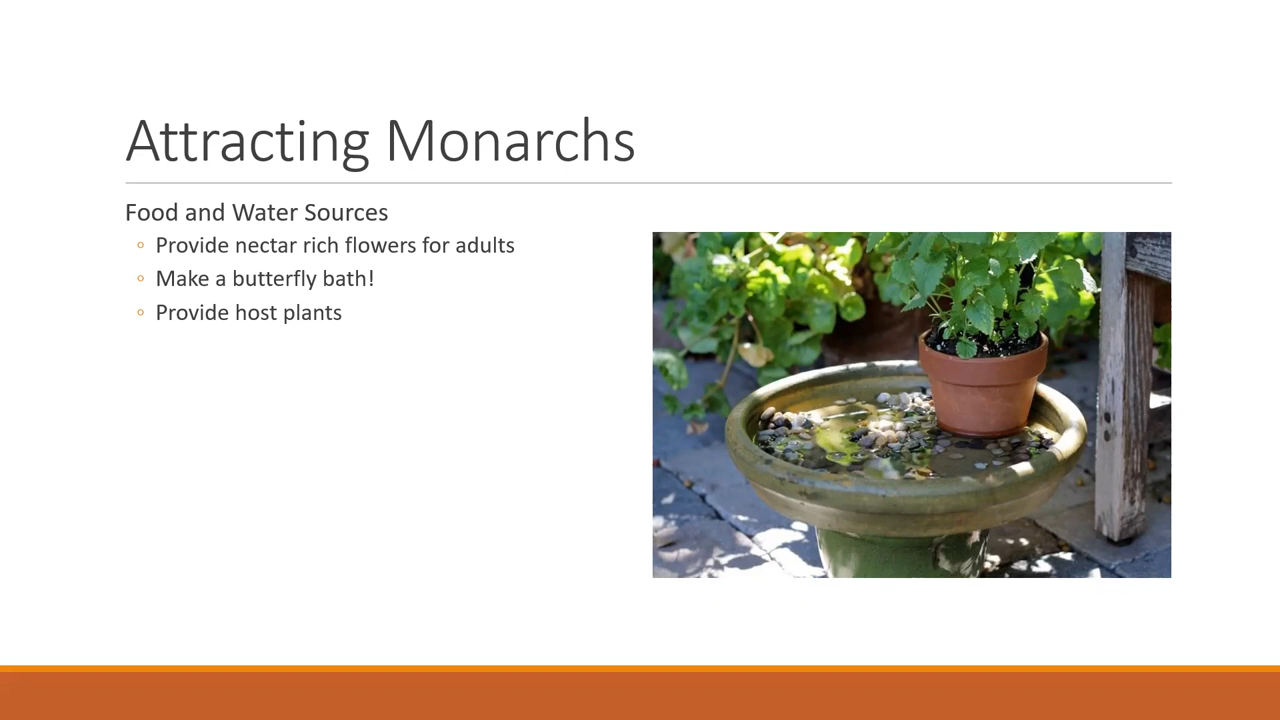 Attracting Monarchs
Food and Water Sources
◦ Provide nectar rich flowers for adults
◦ Make a butterfly bath!
◦ Provide host plants